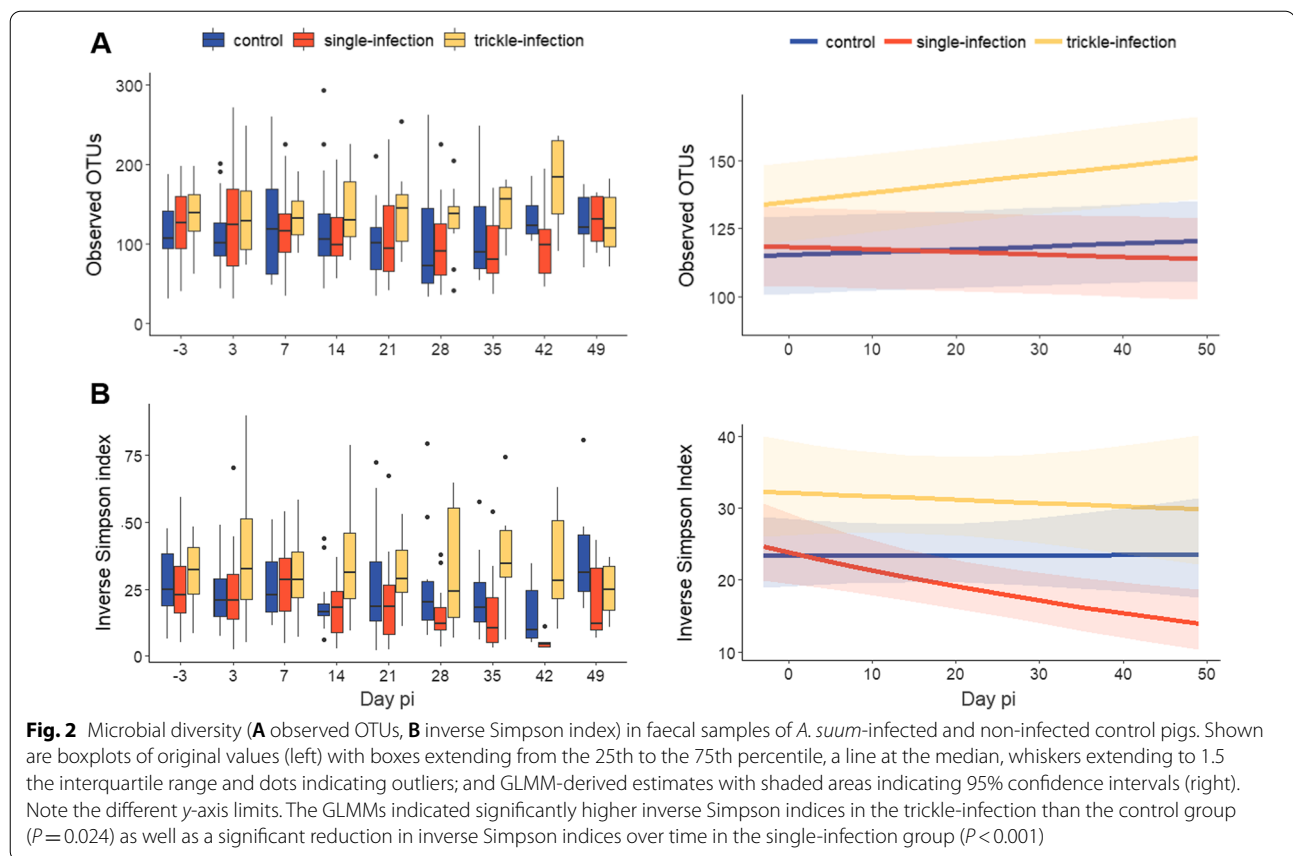 A
control single-infection trickle-infection
control single-infection trickle-infection
Observed OTUs
300
200
100
0
-3 3 7 14 21 28 35 42 49
Observed OTUs
150
125
100
0 10 20 30 40 50
B
Inverse Simpson index
75
50
25
0
-3 3 7 14 21 28 35 42 49
Day pi
Inverse Simpson Index
40
30
20
10
0 10 20 30 40 50
Day pi
Fig. 2 Microbial diversity (A observed OTUs, B inverse Simpson index) in faecal samples of A. suum-infected and non-infected control pigs. Shown
are boxplots of original values (left) with boxes extending from the 25th to the 75th percentile, a line at the median, whiskers extending to 1.5
the interquartile range and dots indicating outliers; and GLMM-derived estimates with shaded areas indicating 95% confidence intervals (right).
Note the different y-axis limits. The GLMMs indicated significantly higher inverse Simpson indices in the trickle-infection than the control group
(P = 0.024) as well as a significant reduction in inverse Simpson indices over time in the single-infection group (P < 0.001)